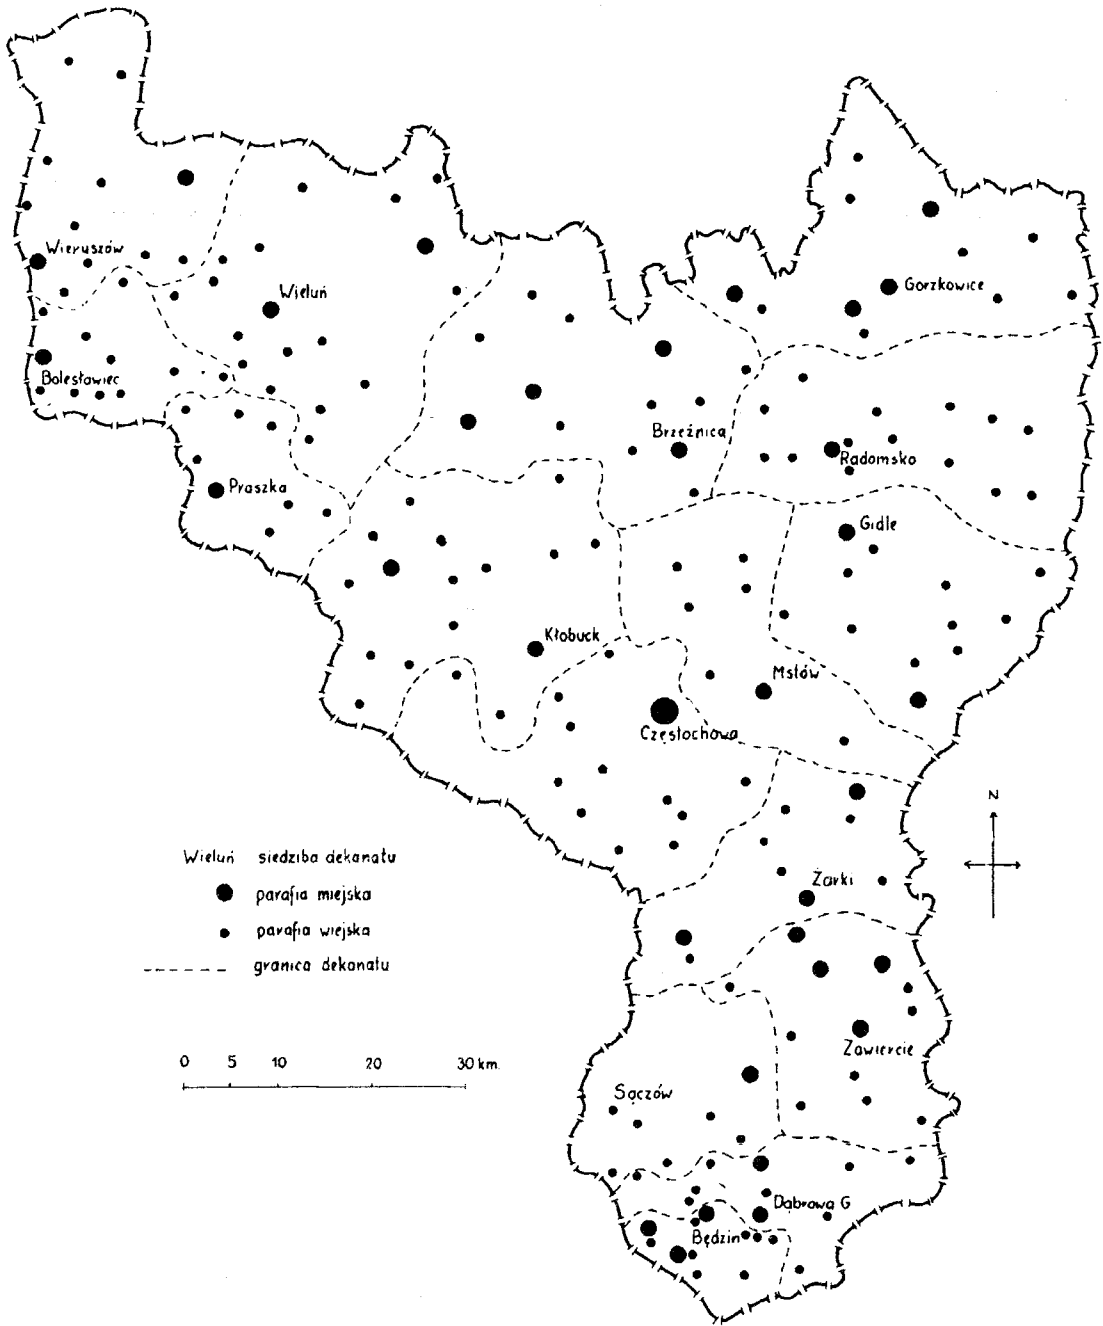 Wieruszów
Wieluń
Gorzkowice
Bolesławiec
Brzeźnica
Radomsko
Praszka
Gidle
Kłobuck
Mstów
Częstochowa
N
Wieluń siedziba dekanatu
parafia miejska
parafia wiejska
granica dekanatu
Żarki
0 5 10 20 30 km.
Zawiercie
Sączów
Dąbrowa G
Będzin